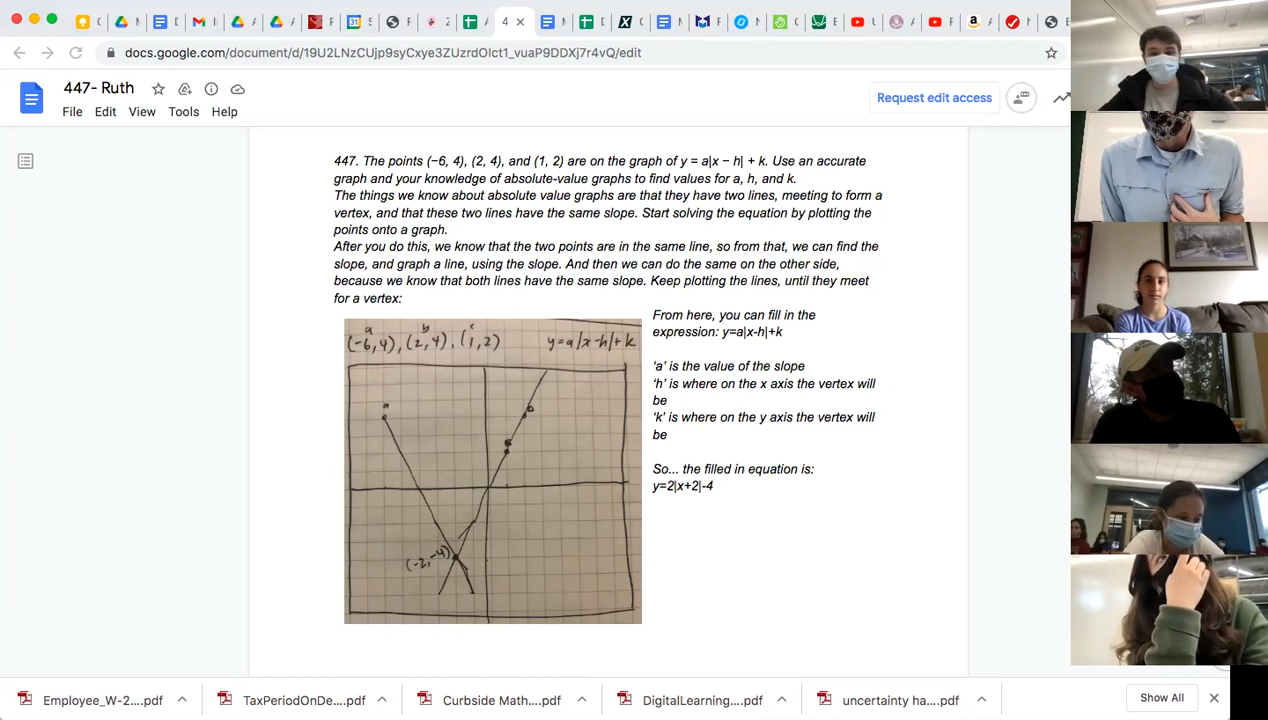 docs.google.com/document/d/19U2LNzCUjp9syCxye3ZUzrdOIct1_vuaP9DDXj7r4vQ/edit
447- Ruth
Request edit access
File Edit View Tools Help
447. The points (−6, 4), (2, 4), and (1, 2) are on the graph of y = a|x − h| + k. Use an accurate
graph and your knowledge of absolute-value graphs to find values for a, h, and k.
The things we know about absolute value graphs are that they have two lines, meeting to form a
vertex, and that these two lines have the same slope. Start solving the equation by plotting the
points onto a graph.
After you do this, we know that the two points are in the same line, so from that, we can find the
slope, and graph a line, using the slope. And then we can do the same on the other side,
because we know that both lines have the same slope. Keep plotting the lines, until they meet
for a vertex:
a b c
(-6,4), (2,4), (1,2) y=a|x-h|+k
a
b
c
(-2,-4)
From here, you can fill in the
expression: y=a|x-h|+k
‘a’ is the value of the slope
‘h’ is where on the x axis the vertex will
be
‘k’ is where on the y axis the vertex will
be
So... the filled in equation is:
y=2|x+2|-4
Employee_W-2....pdf
TaxPeriodOnDe....pdf
Curbside Math....pdf
DigitalLearning....pdf
uncertainty ha....pdf
Show All